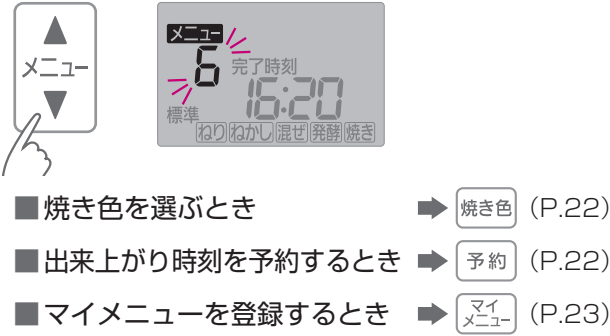 ▲
メニュー
▼
メニュー
6
完了時刻
16:20
標準
ねり ねかし 混ぜ 発酵 焼き
■焼き色を選ぶとき ➡ 焼き色 (P.22)
■出来上がり時刻を予約するとき ➡ 予約 (P.22)
■マイメニューを登録するとき ➡ マイメニュー (P.23)